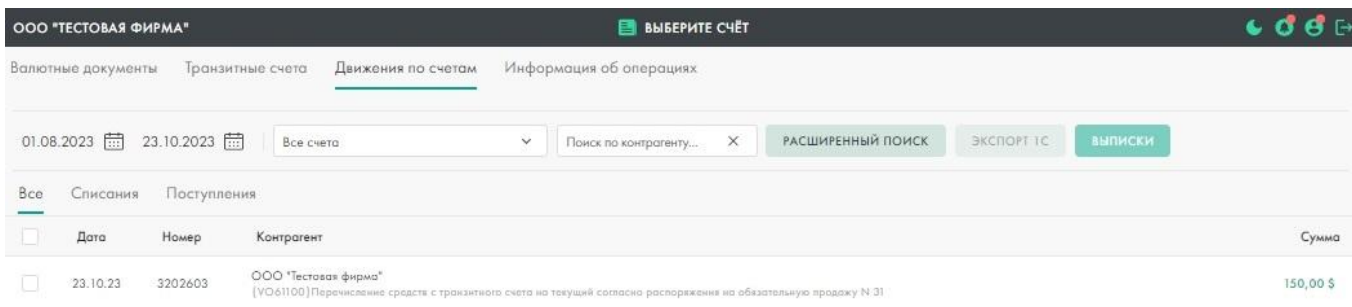 ООО "ТЕСТОВАЯ ФИРМА" ВЫБЕРИТЕ СЧЁТ
Валютные документы Транзитные счета Движения по счетам Информация об операциях
01.08.2023 23.10.2023 Все счета Поиск по контрагенту... РАСШИРЕННЫЙ ПОИСК ЭКСПОРТ 1С ВЫПИСКИ
Все Списания Поступления
Дата Номер Контрагент Сумма
23.10.23 3202603 ООО "Тестовая фирма" 150,00 $
{VO61100}Перечисление средств с транзитного счета на текущий согласно распоряжения на обязательную продажу N 31